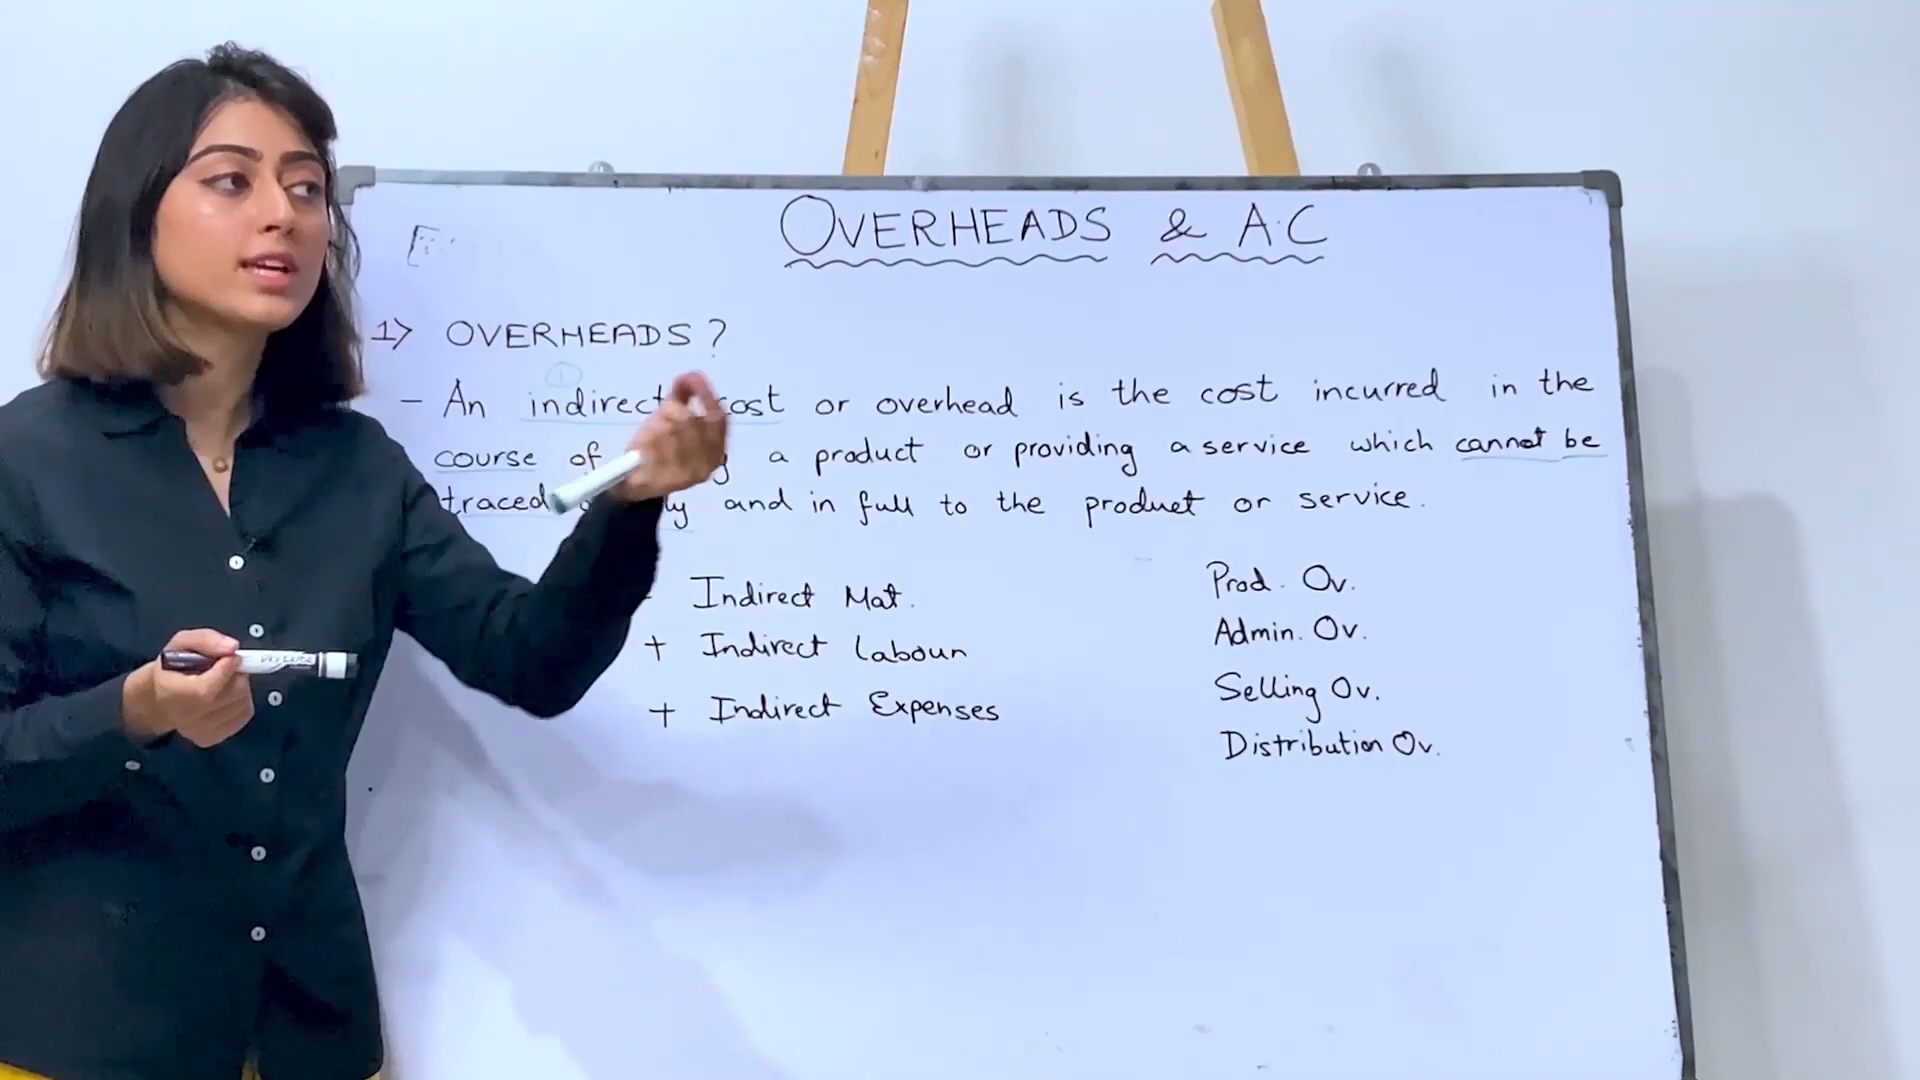 OVERHEADS & A.C
1> OVERHEADS ?
- An indirect cost or overhead is the cost incurred in the
course of a product or providing a service which cannot be
traced and in full to the product or service.
Indirect Mat.
+ Indirect Labour
+ Indirect Expenses
Prod. Ov.
Admin. Ov.
Selling Ov.
Distribution Ov.